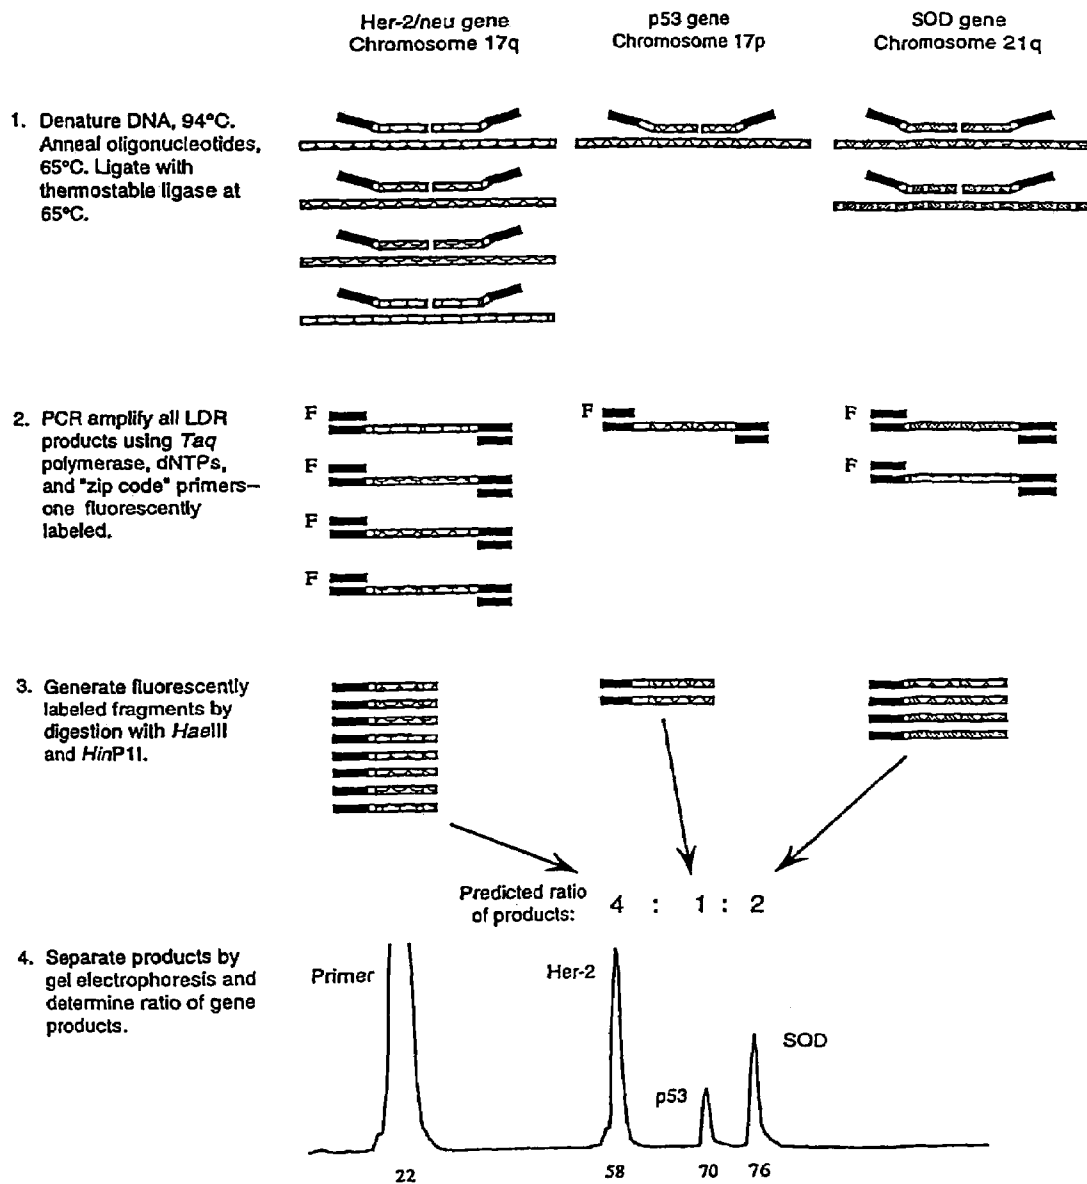 Her-2/neu gene
Chromosome 17q
p53 gene
Chromosome 17p
SOD gene
Chromosome 21q
1. Denature DNA, 94°C.
Anneal oligonucleotides,
65°C. Ligate with
thermostable ligase at
65°C.
2. PCR amplify all LDR
products using Taq
polymerase, dNTPs,
and "zip code" primers—
one fluorescently
labeled.
F
F
F
F
F
F
F
3. Generate fluorescently
labeled fragments by
digestion with HaeIII
and HinP1I.
Predicted ratio
of products:
4 : 1 : 2
4. Separate products by
gel electrophoresis and
determine ratio of gene
products.
Primer
Her-2
p53
SOD
22
58
70
76